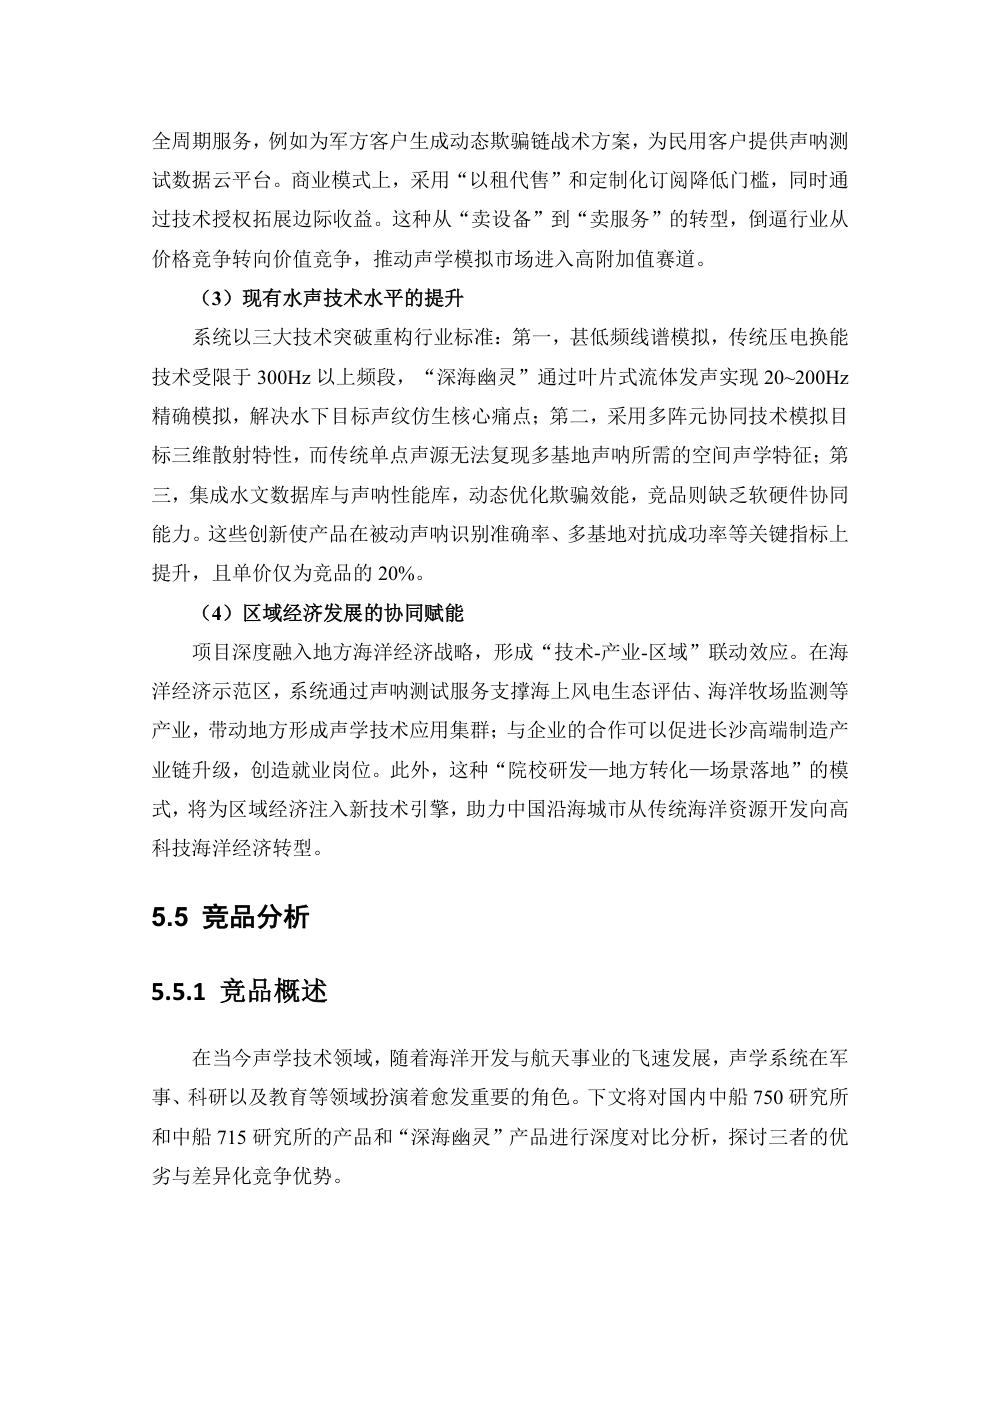 全周期服务，例如为军方客户生成动态欺骗链战术方案，为民用客户提供声呐测
试数据云平台。商业模式上，采用“以租代售”和定制化订阅降低门槛，同时通
过技术授权拓展边际收益。这种从“卖设备”到“卖服务”的转型，倒逼行业从
价格竞争转向价值竞争，推动声学模拟市场进入高附加值赛道。
（3）现有水声技术水平的提升
系统以三大技术突破重构行业标准：第一，甚低频线谱模拟，传统压电换能
技术受限于 300Hz 以上频段，“深海幽灵”通过叶片式流体发声实现 20~200Hz
精确模拟，解决水下目标声纹仿生核心痛点；第二，采用多阵元协同技术模拟目
标三维散射特性，而传统单点声源无法复现多基地声呐所需的空间声学特征；第
三，集成水文数据库与声呐性能库，动态优化欺骗效能，竞品则缺乏软硬件协同
能力。这些创新使产品在被动声呐识别准确率、多基地对抗成功率等关键指标上
提升，且单价仅为竞品的 20%。
（4）区域经济发展的协同赋能
项目深度融入地方海洋经济战略，形成“技术-产业-区域”联动效应。在海
洋经济示范区，系统通过声呐测试服务支撑海上风电生态评估、海洋牧场监测等
产业，带动地方形成声学技术应用集群；与企业的合作可以促进长沙高端制造产
业链升级，创造就业岗位。此外，这种“院校研发—地方转化—场景落地”的模
式，将为区域经济注入新技术引擎，助力中国沿海城市从传统海洋资源开发向高
科技海洋经济转型。
5.5 竞品分析
5.5.1 竞品概述
在当今声学技术领域，随着海洋开发与航天事业的飞速发展，声学系统在军
事、科研以及教育等领域扮演着愈发重要的角色。下文将对国内中船 750 研究所
和中船 715 研究所的产品和“深海幽灵”产品进行深度对比分析，探讨三者的优
劣与差异化竞争优势。